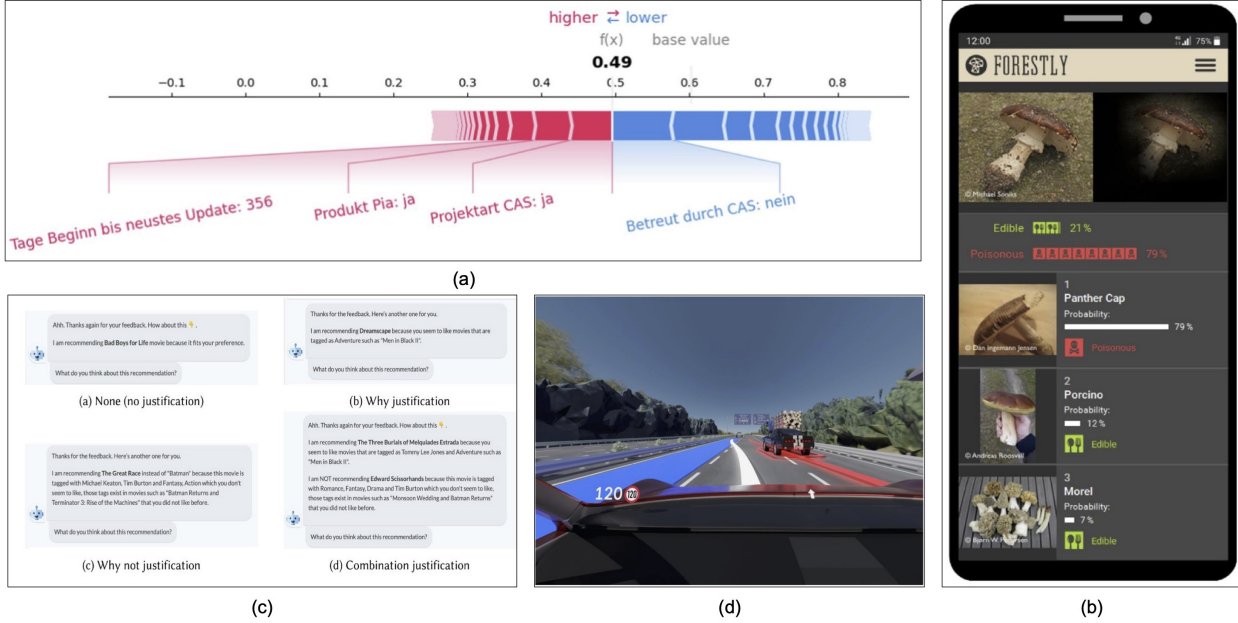 higher ⇄ lower
f(x) base value
0.49
−0.1 0.0 0.1 0.2 0.3 0.4 0.5 0.6 0.7 0.8
Tage Beginn bis neustes Update: 356
Produkt Pia: ja
Projektart CAS: ja
Betreut durch CAS: nein
(a)
Ahh. Thanks again for your feedback. How about this 👇 .
I am recommending Bad Boys for Life movie because it fits your preference.
What do you think about this recommendation?
(a) None (no justification)
Thanks for the feedback. Here's another one for you.
I am recommending Dreamscape because you seem to like movies that are
tagged as Adventure such as "Men in Black II".
What do you think about this recommendation?
(b) Why justification
Thanks for the feedback. Here's another one for you.
I am recommending The Great Race instead of "Batman" because this movie is
tagged with Michael Keaton, Tim Burton and Fantasy, Action which you don't
seem to like, those tags exist in movies such as "Batman Returns and
Terminator 3: Rise of the Machines" that you did not like before.
What do you think about this recommendation?
(c) Why not justification
Ahh. Thanks again for your feedback. How about this 👇 .
I am recommending The Three Burials of Melquiades Estrada because you
seem to like movies that are tagged as Tommy Lee Jones and Adventure such as
"Men in Black II".
I am NOT recommending Edward Scissorhands because this movie is tagged
with Romance, Fantasy, Drama and Tim Burton which you don't seem to like,
those tags exist in movies such as "Monsoon Wedding and Batman Returns"
that you did not like before.
What do you think about this recommendation?
(d) Combination justification
(c)
120 120
(d)
12:00 75%
FORESTLY
© Michael
Edible 21 %
Poisonous 79 %
1
Panther Cap
Probability:
79 %
Poisonous
© Dan Ingemann Jensen
2
Porcino
Probability:
12 %
Edible
© Andreas
3
Morel
Probability:
7 %
Edible
(b)